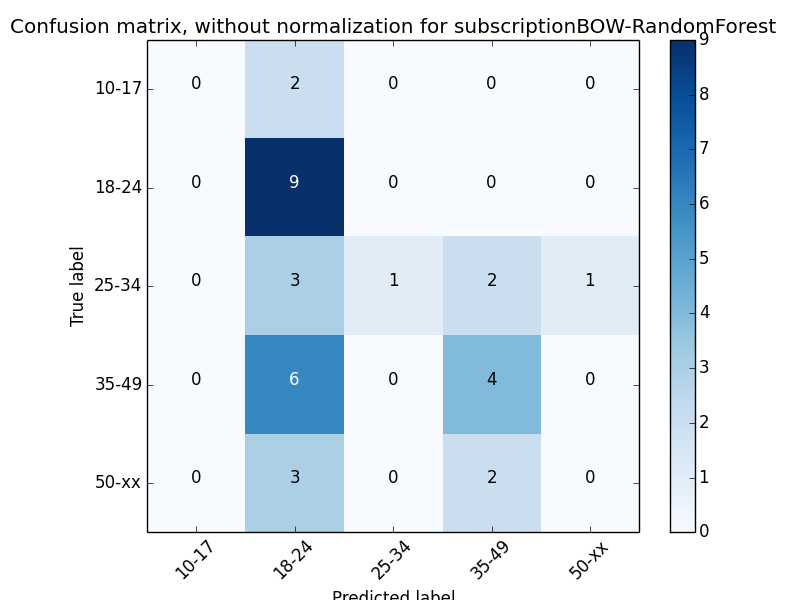 Confusion matrix, without normalization for subscriptionBOW-RandomForest
True label
10-17 0 2 0 0 0
18-24 0 9 0 0 0
25-34 0 3 1 2 1
35-49 0 6 0 4 0
50-xx 0 3 0 2 0
10-17 18-24 25-34 35-49 50-xx
Predicted label
9
8
7
6
5
4
3
2
1
0